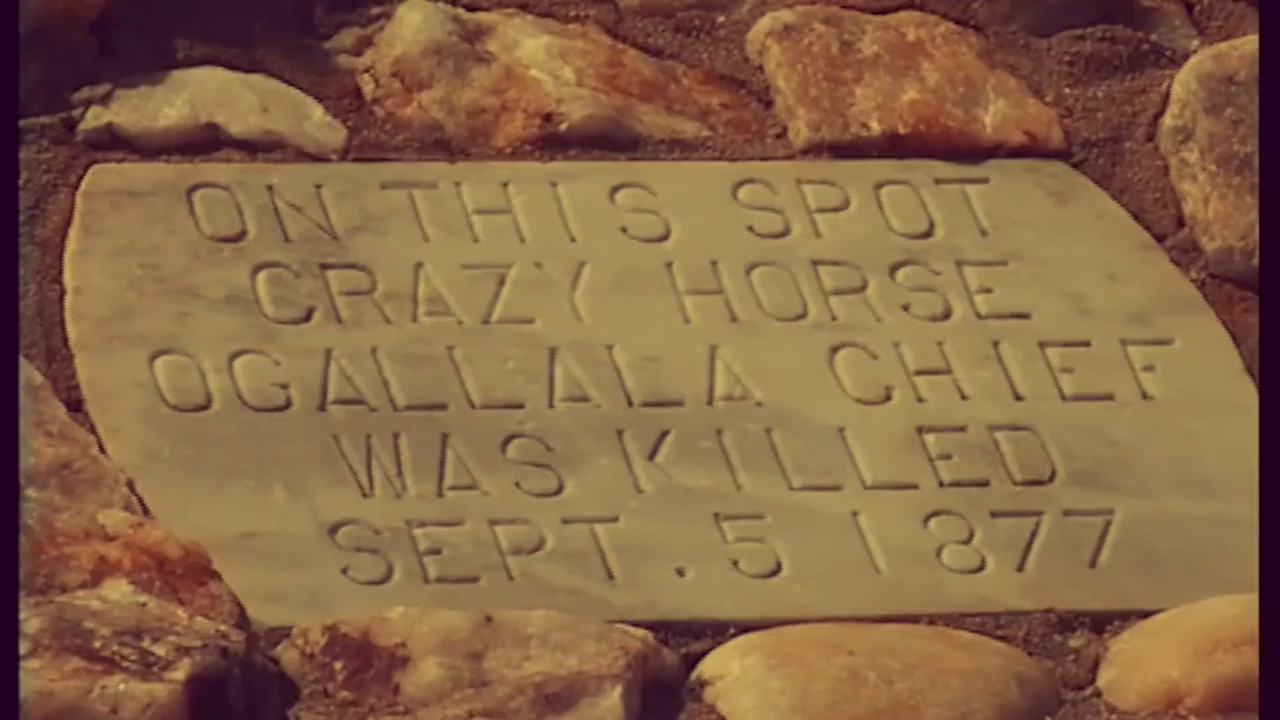 ON THIS SPOT
CRAZY HORSE
OGALLALA CHIEF
WAS KILLED
SEPT. 5 1877